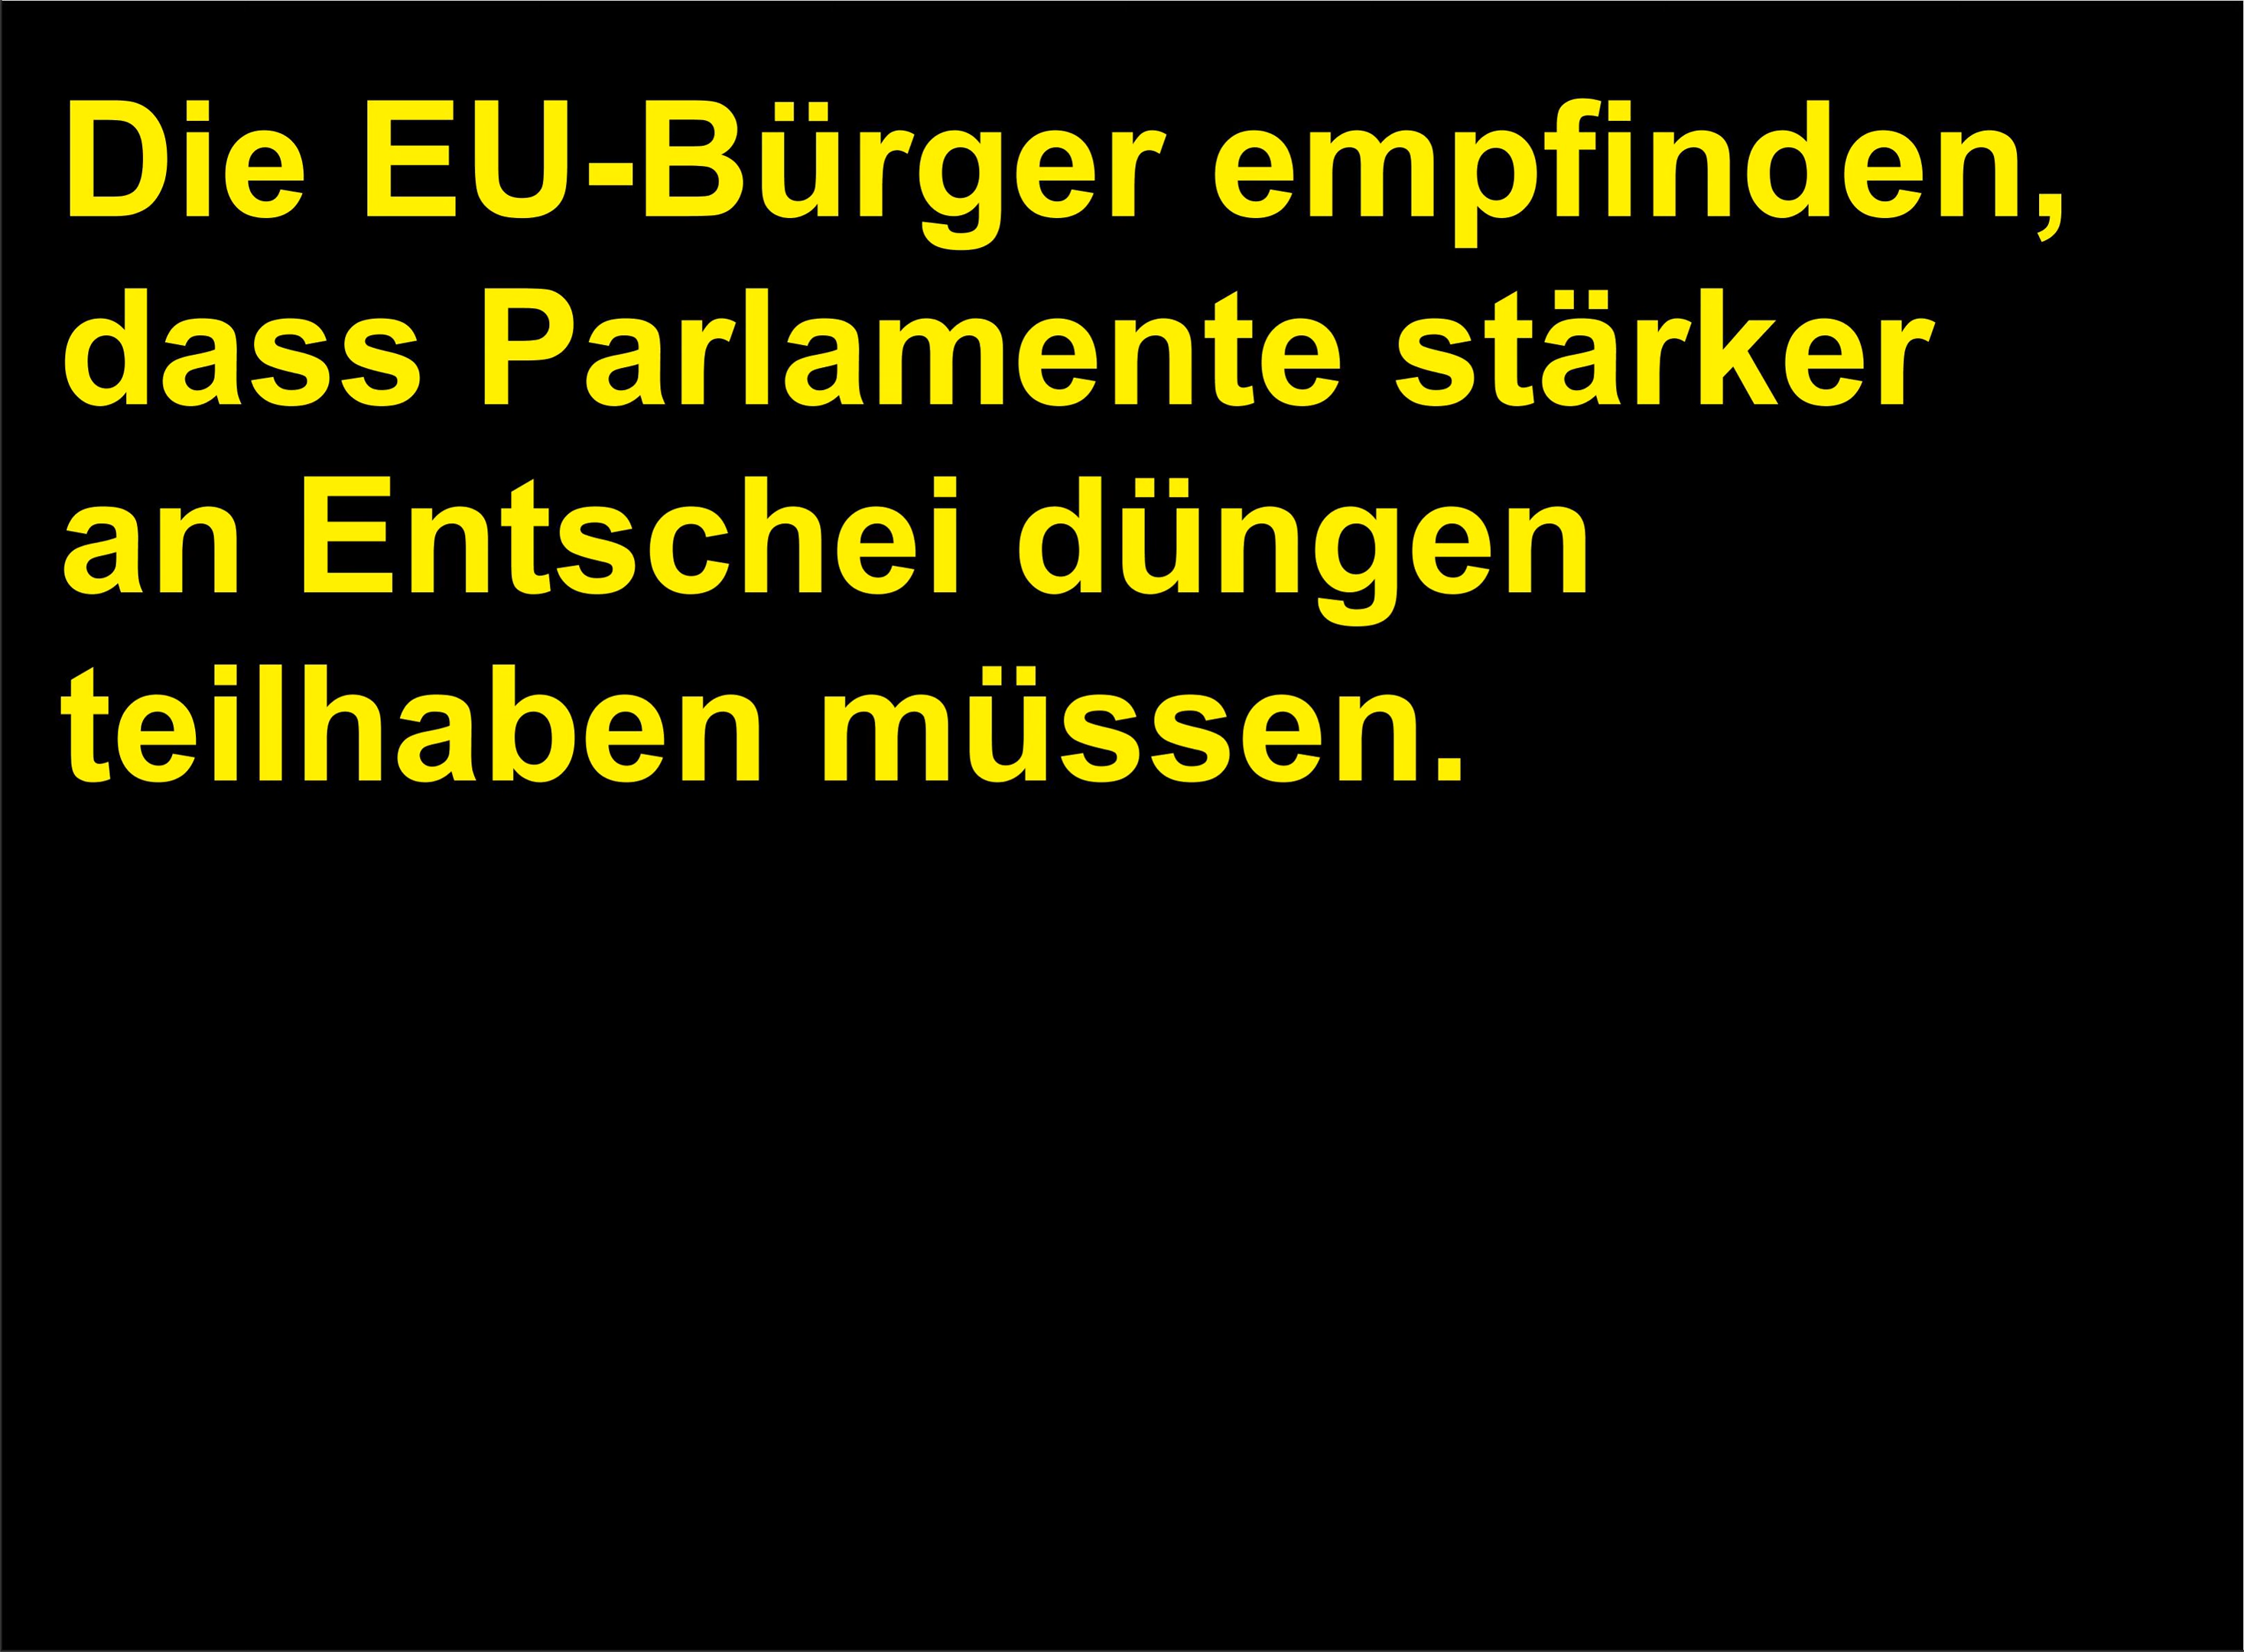 Die EU-Bürger empfinden,
dass Parlamente stärker
an Entschei düngen
teilhaben müssen.